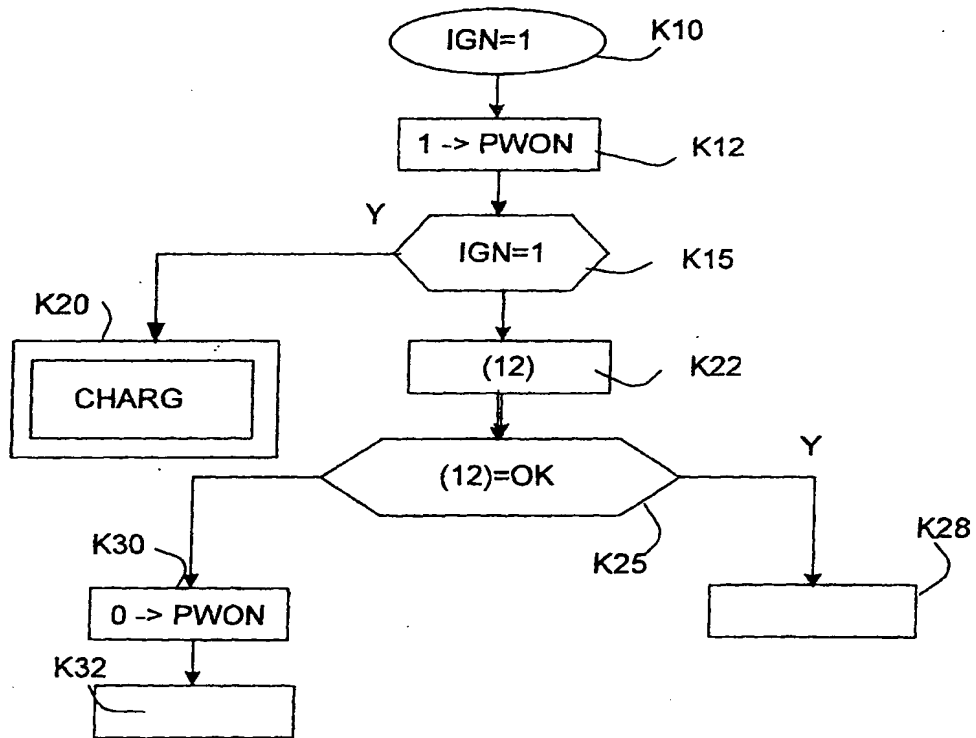 IGN=1
K10
1 -> PWON
K12
Y
IGN=1
K15
K20
CHARG
(12)
K22
(12)=OK
Y
K25
K28
K30
0 -> PWON
K32